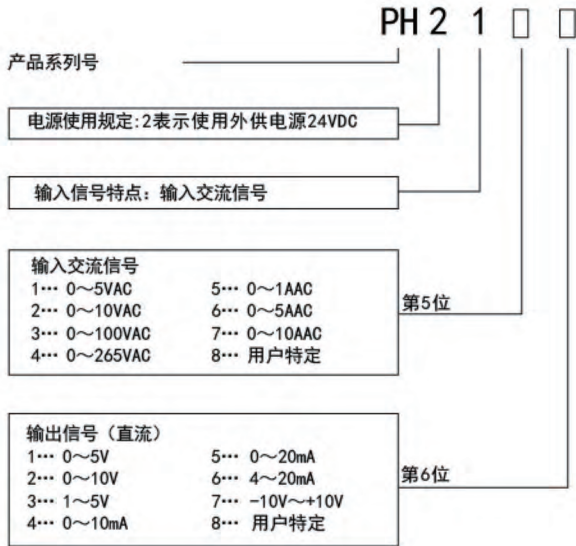 PH 2 1 □ □
产品系列号
电源使用规定:2表示使用外供电源24VDC
输入信号特点：输入交流信号
输入交流信号
1… 0～5VAC 5… 0～1AAC
2… 0～10VAC 6… 0～5AAC
3… 0～100VAC 7… 0～10AAC
4… 0～265VAC 8… 用户特定
第5位
输出信号（直流）
1… 0～5V 5… 0～20mA
2… 0～10V 6… 4～20mA
3… 1～5V 7… -10V～+10V
4… 0～10mA 8… 用户特定
第6位